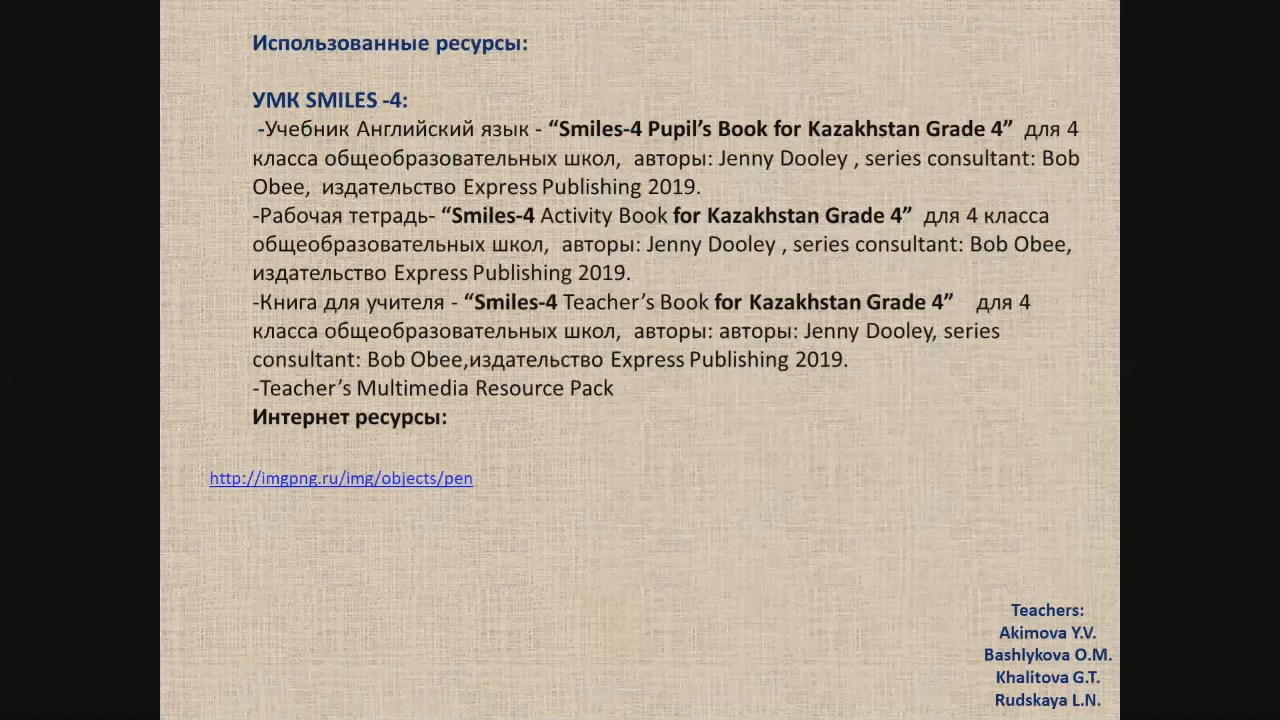 Использованные ресурсы:
УМК SMILES -4:
-Учебник Английский язык - “Smiles-4 Pupil’s Book for Kazakhstan Grade 4” для 4
класса общеобразовательных школ, авторы: Jenny Dooley , series consultant: Bob
Obee, издательство Express Publishing 2019.
-Рабочая тетрадь- “Smiles-4 Activity Book for Kazakhstan Grade 4” для 4 класса
общеобразовательных школ, авторы: Jenny Dooley , series consultant: Bob Obee,
издательство Express Publishing 2019.
-Книга для учителя - “Smiles-4 Teacher’s Book for Kazakhstan Grade 4” для 4
класса общеобразовательных школ, авторы: авторы: Jenny Dooley, series
consultant: Bob Obee,издательство Express Publishing 2019.
-Teacher’s Multimedia Resource Pack
Интернет ресурсы:
http://imgpng.ru/img/objects/pen
Teachers:
Akimova Y.V.
Bashlykova O.M.
Khalitova G.T.
Rudskaya L.N.